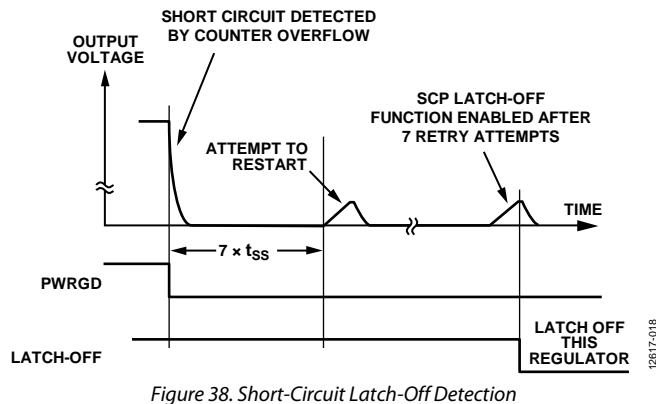 SHORT CIRCUIT DETECTED
BY COUNTER OVERFLOW
OUTPUT
VOLTAGE
SCP LATCH-OFF
FUNCTION ENABLED AFTER
7 RETRY ATTEMPTS
ATTEMPT TO
RESTART
TIME
7 × tSS
PWRGD
LATCH-OFF
LATCH OFF
THIS
REGULATOR
12617-018
Figure 38. Short-Circuit Latch-Off Detection